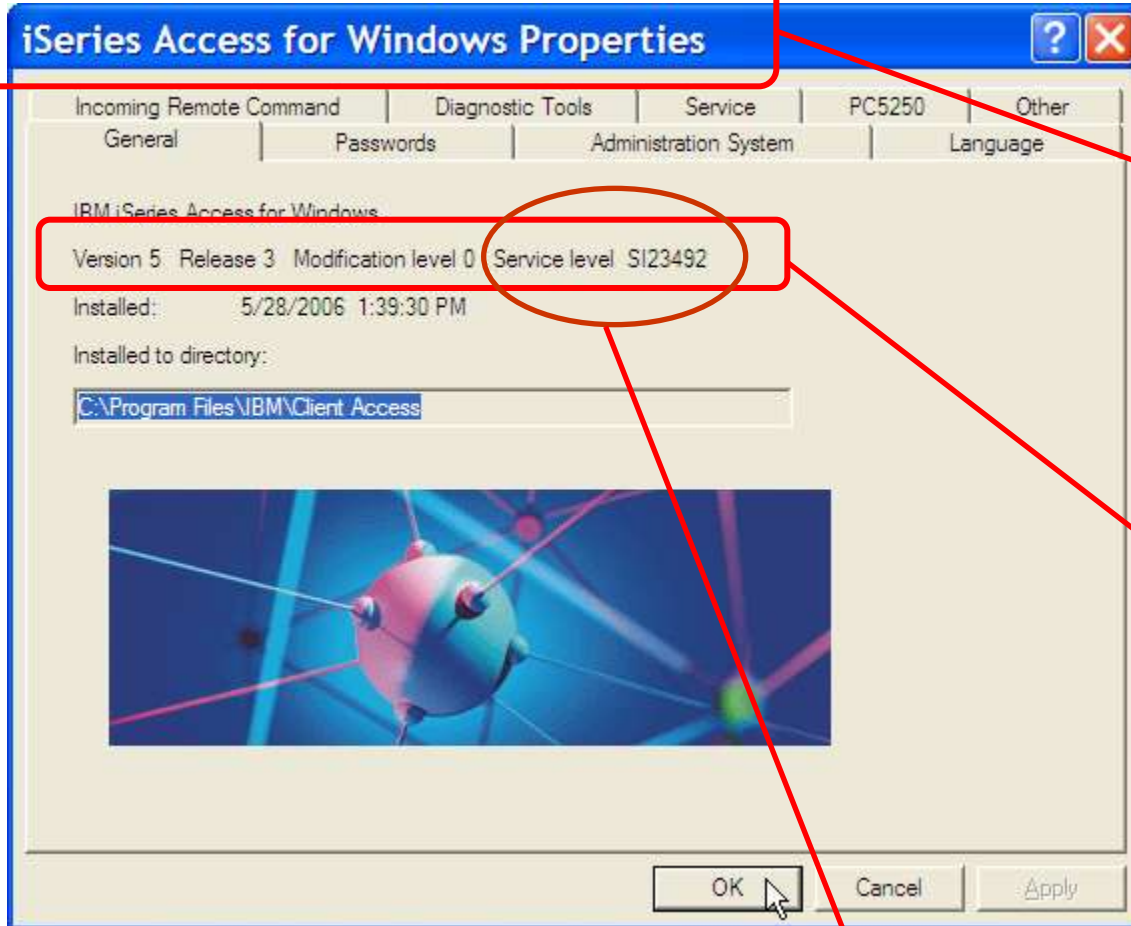 iSeries Access for Windows Properties
Incoming Remote Command Diagnostic Tools Service PC5250 Other
General Passwords Administration System Language
IBM iSeries Access for Windows
Version 5 Release 3 Modification level 0 Service level SI23492
Installed: 5/28/2006 1:39:30 PM
Installed to directory:
C:\Program Files\IBM\Client Access
OK Cancel Apply